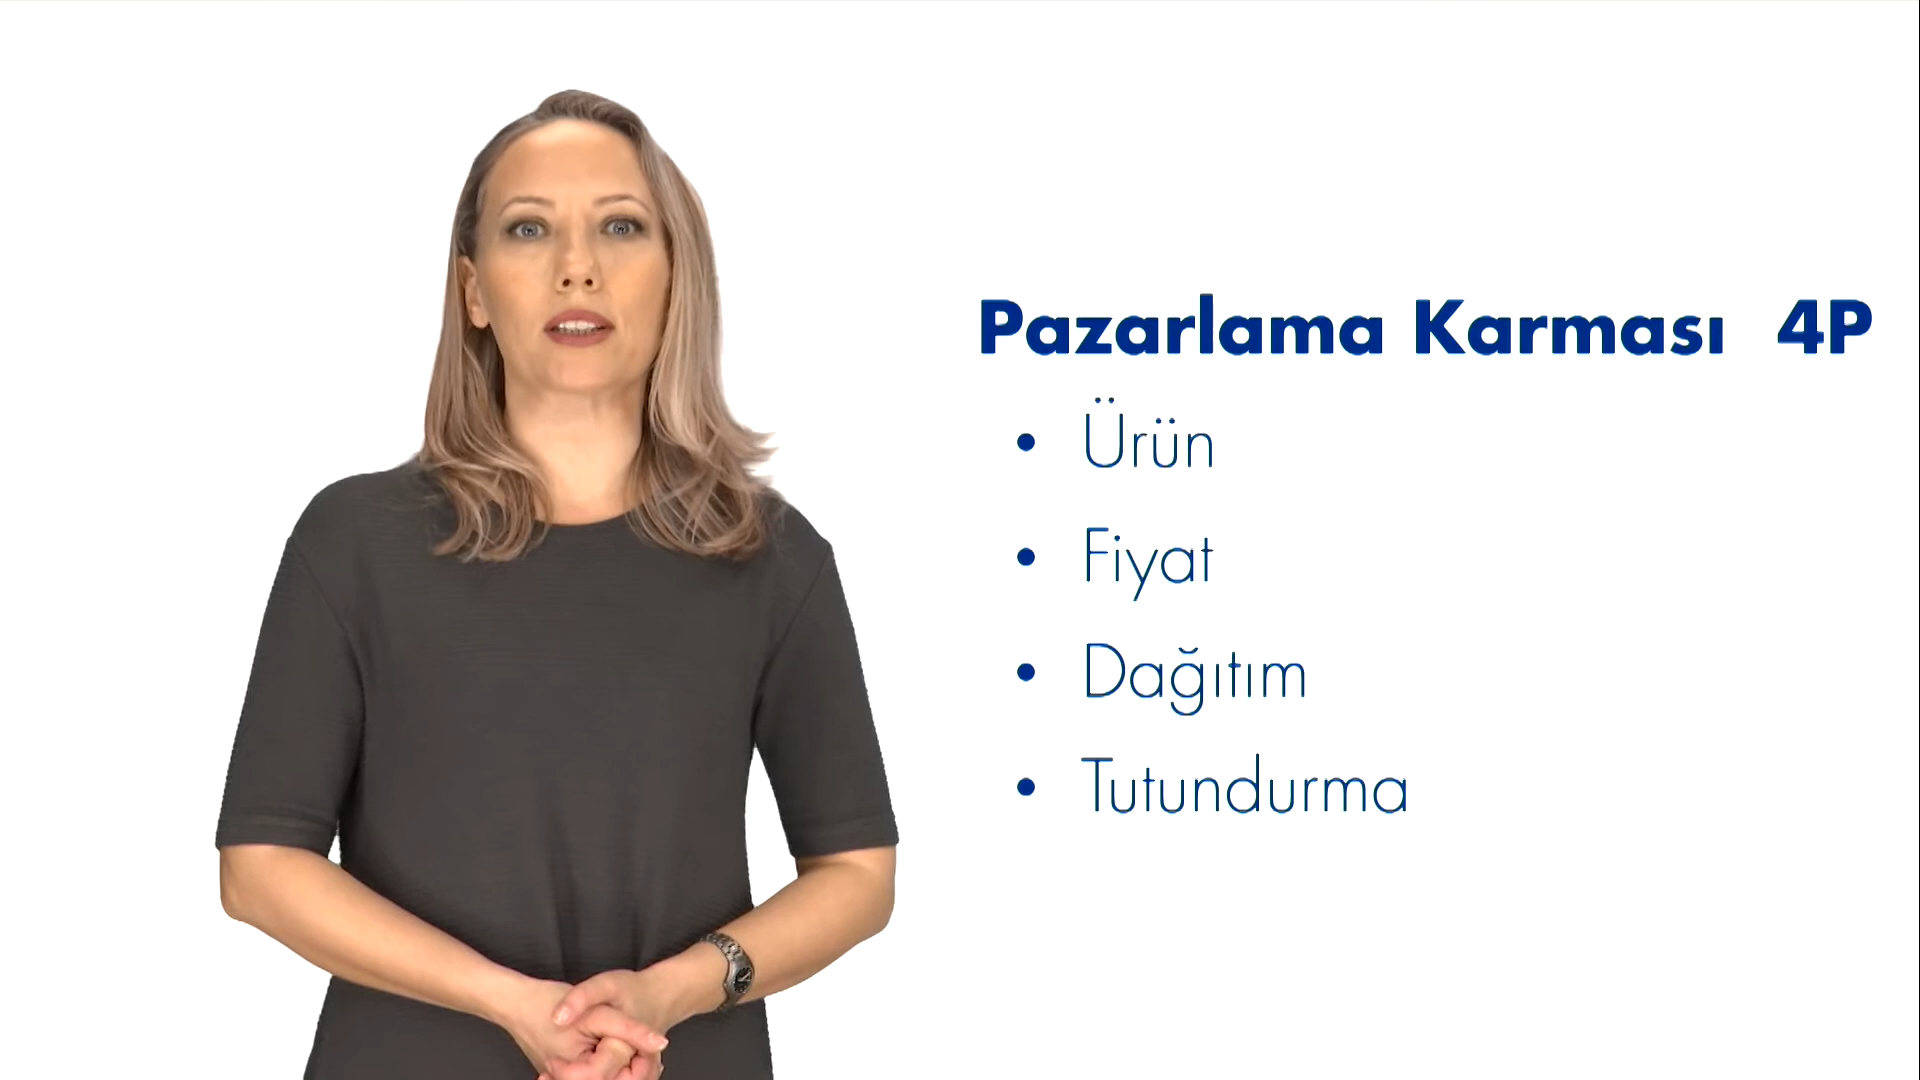 Pazarlama Karması 4P
• Ürün
• Fiyat
• Dağıtım
• Tutundurma